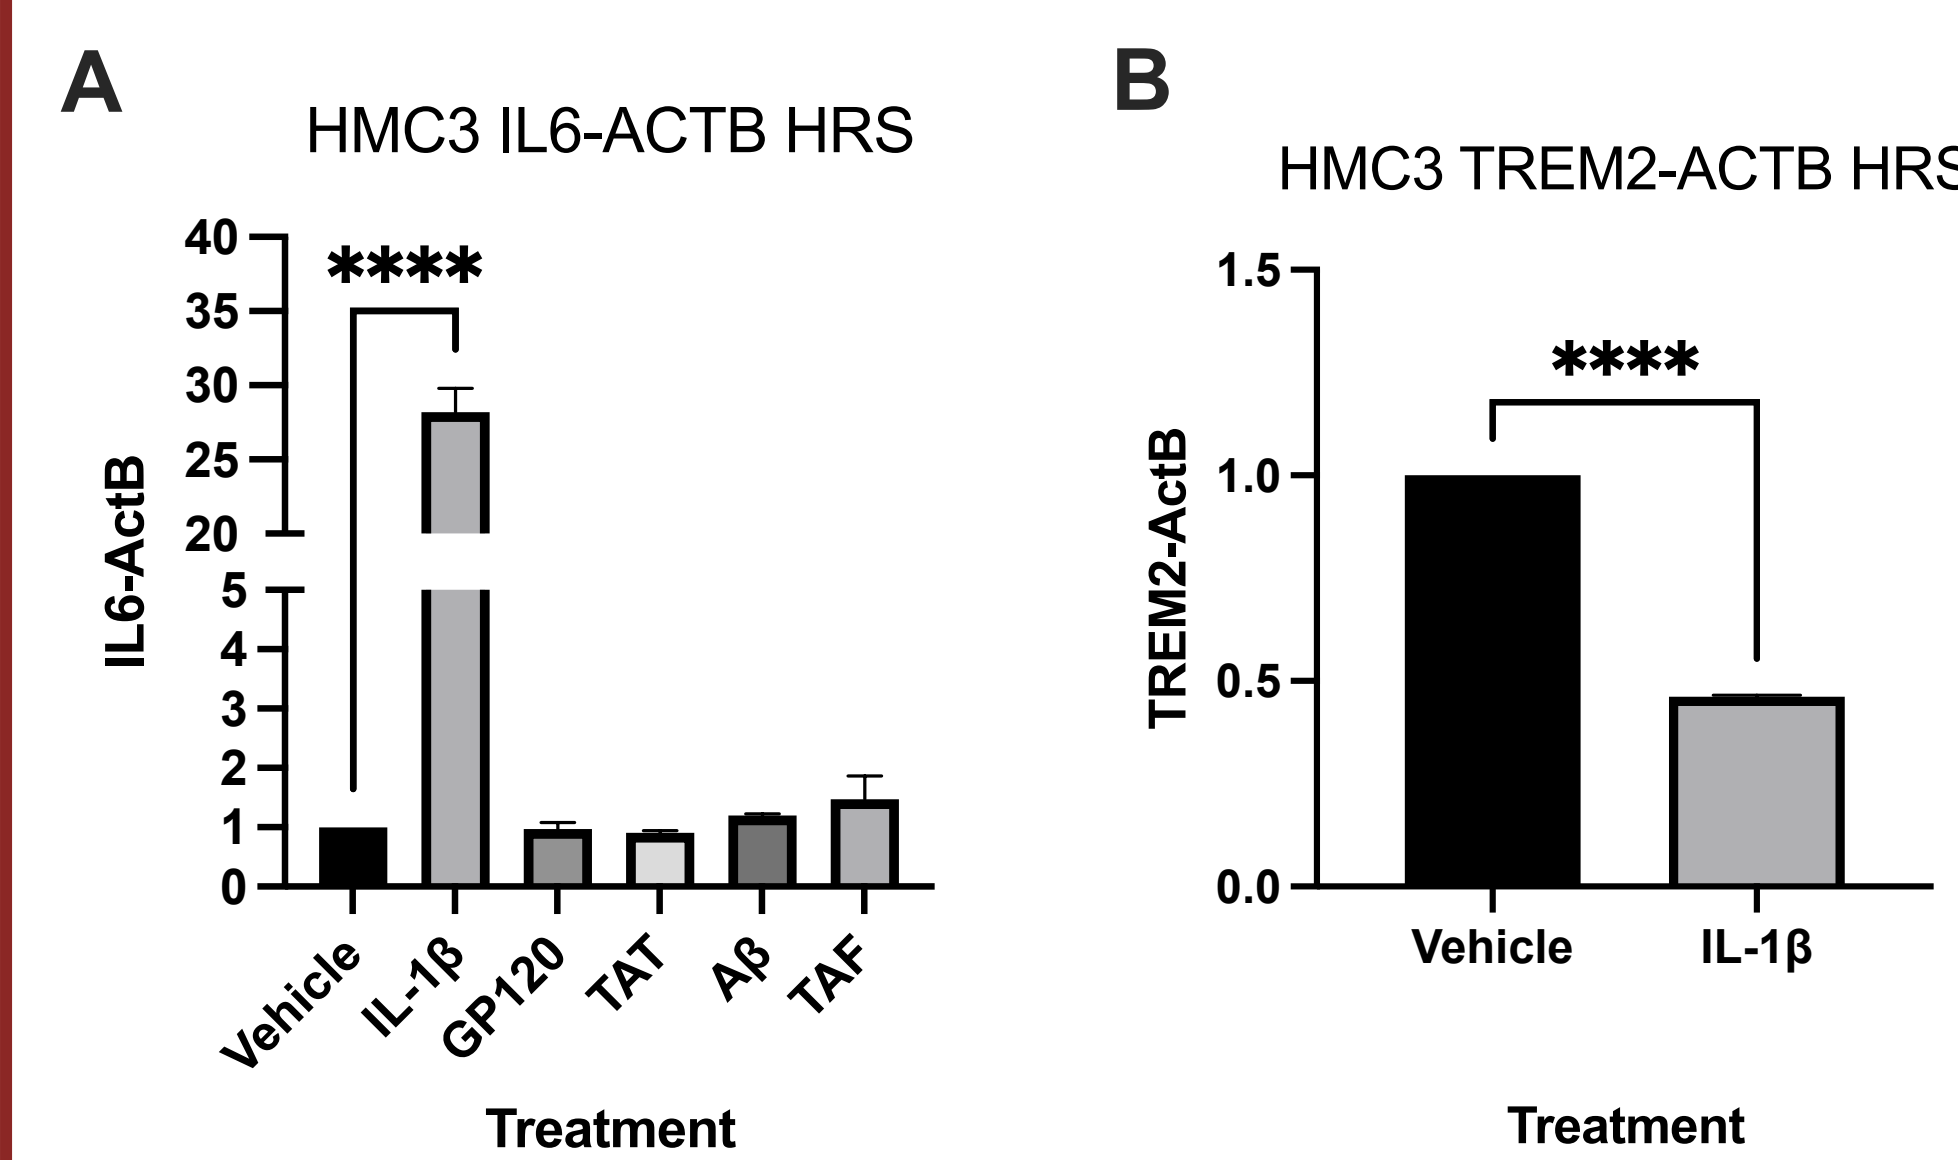 A
HMC3 IL6-ACTB HRS
IL6-ActB
40
35
30
25
20
5
4
3
2
1
0
****
Vehicle
IL-1β
GP120
TAT
Aβ
TAF
Treatment
B
HMC3 TREM2-ACTB HRS
TREM2-ActB
1.5
1.0
0.5
0.0
****
Vehicle
IL-1β
Treatment